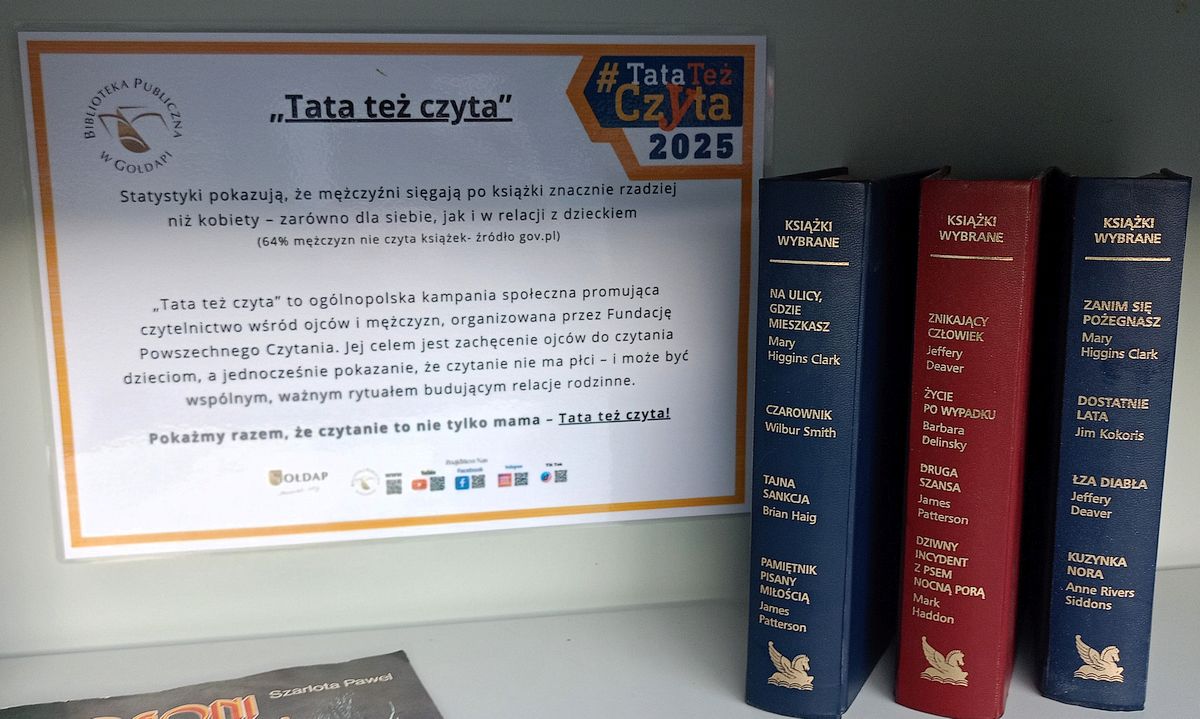 BIBLIOTEKA PUBLICZNA
W GOŁDAPI
„Tata też czyta”
#TataTeż
Czyta
2025
Statystyki pokazują, że mężczyźni sięgają po książki znacznie rzadziej
niż kobiety – zarówno dla siebie, jak i w relacji z dzieckiem
(64% mężczyzn nie czyta książek- źródło gov.pl)
„Tata też czyta” to ogólnopolska kampania społeczna promująca
czytelnictwo wśród ojców i mężczyzn, organizowana przez Fundację
Powszechnego Czytania. Jej celem jest zachęcenie ojców do czytania
dzieciom, a jednocześnie pokazanie, że czytanie nie ma płci – i może być
wspólnym, ważnym rytuałem budującym relacje rodzinne.
Pokażmy razem, że czytanie to nie tylko mama – Tata też czyta!
GOŁDAP
Facebook
Tik Tok
Szarlota Pawel
KSIĄŻKI
WYBRANE
NA ULICY,
GDZIE
MIESZKASZ
Mary
Higgins Clark
CZAROWNIK
Wilbur Smith
TAJNA
SANKCJA
Brian Haig
PAMIĘTNIK
PISANY
MIŁOŚCIĄ
James
Patterson
KSIĄŻKI
WYBRANE
ZNIKAJĄCY
CZŁOWIEK
Jeffery
Deaver
ŻYCIE
PO WYPADKU
Barbara
Delinsky
DRUGA
SZANSA
James
Patterson
DZIWNY
INCYDENT
Z PSEM
NOCNĄ PORĄ
Mark
Haddon
KSIĄŻKI
WYBRANE
ZANIM SIĘ
POŻEGNASZ
Mary
Higgins Clark
DOSTATNIE
LATA
Jim Kokoris
ŁZA DIABŁA
Jeffery
Deaver
KUZYNKA
NORA
Anne Rivers
Siddons